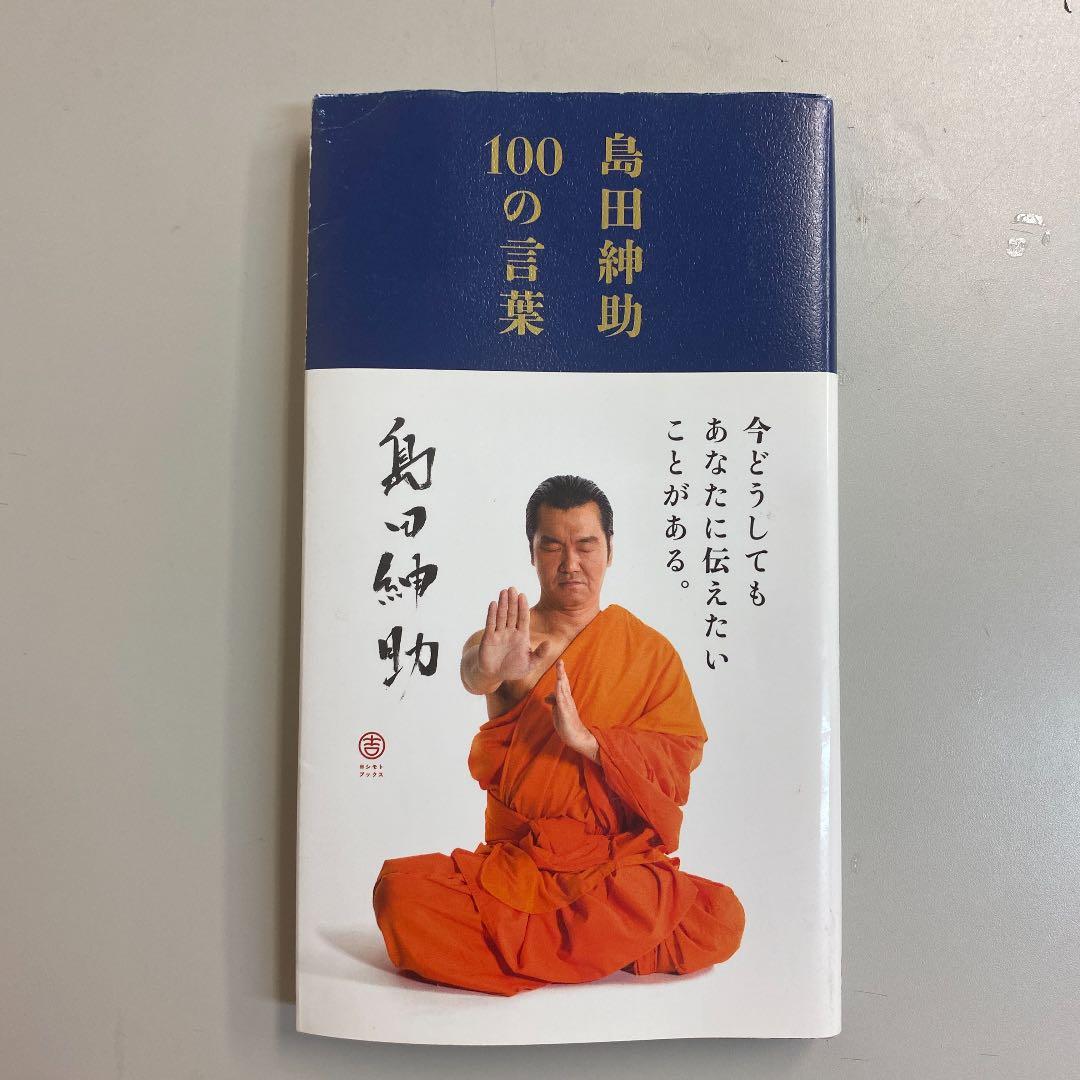 島田紳助
100の言葉
今どうしても
あなたに伝えたい
ことがある。
島田紳助
吉
ヨシモト
ブックス